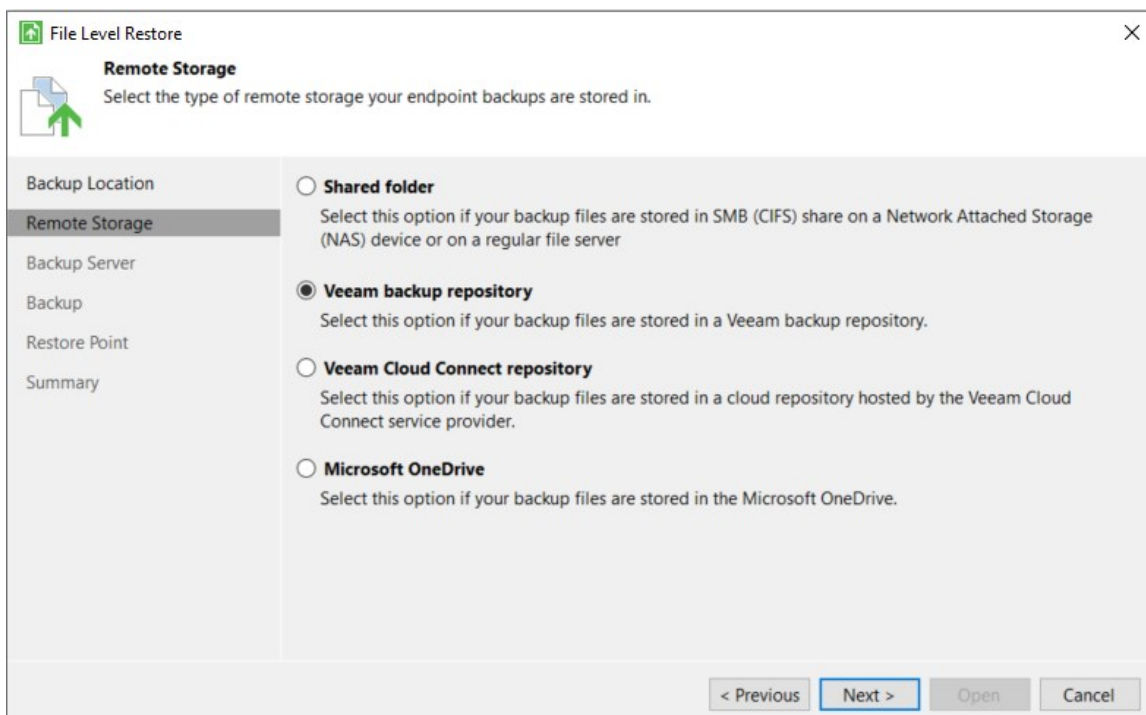 File Level Restore
Remote Storage
Select the type of remote storage your endpoint backups are stored in.
Backup Location
Remote Storage
Backup Server
Backup
Restore Point
Summary
Shared folder
Select this option if your backup files are stored in SMB (CIFS) share on a Network Attached Storage
(NAS) device or on a regular file server
Veeam backup repository
Select this option if your backup files are stored in a Veeam backup repository.
Veeam Cloud Connect repository
Select this option if your backup files are stored in a cloud repository hosted by the Veeam Cloud
Connect service provider.
Microsoft OneDrive
Select this option if your backup files are stored in the Microsoft OneDrive.
< Previous
Next >
Open
Cancel